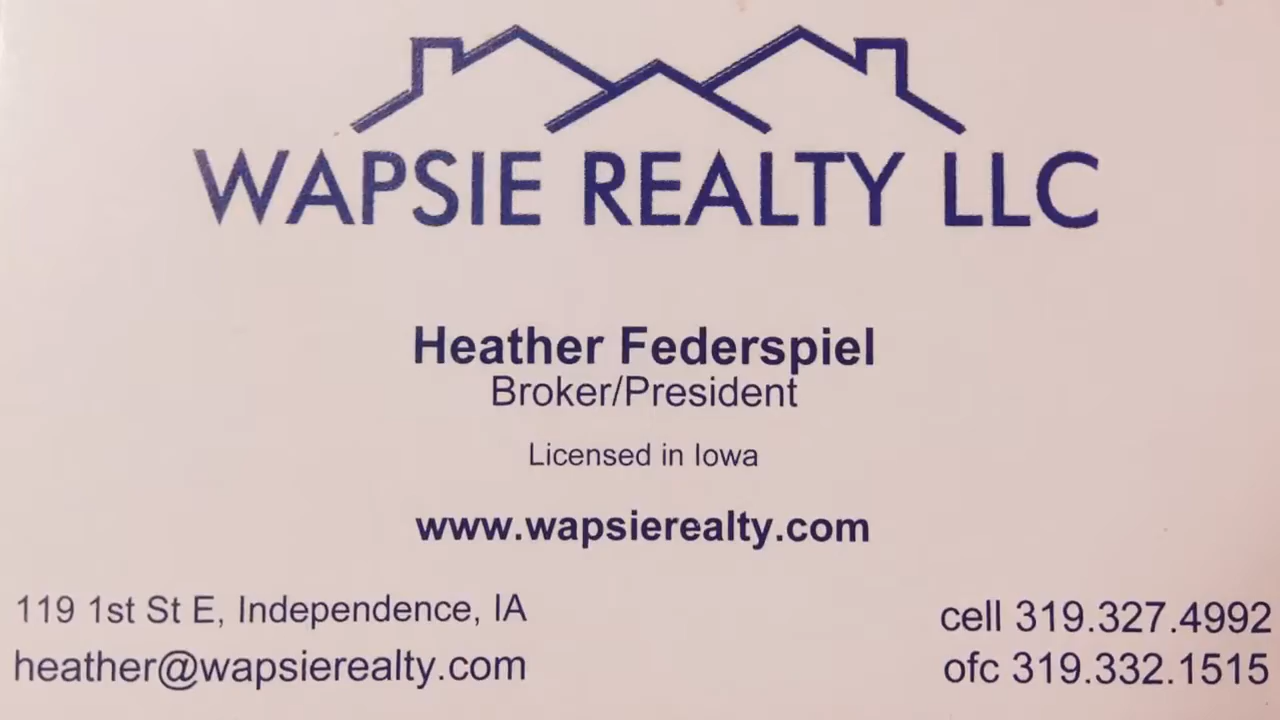 WAPSIE REALTY LLC
Heather Federspiel
Broker/President
Licensed in Iowa
www.wapsierealty.com
119 1st St E, Independence, IA
heather@wapsierealty.com
cell 319.327.4992
ofc 319.332.1515